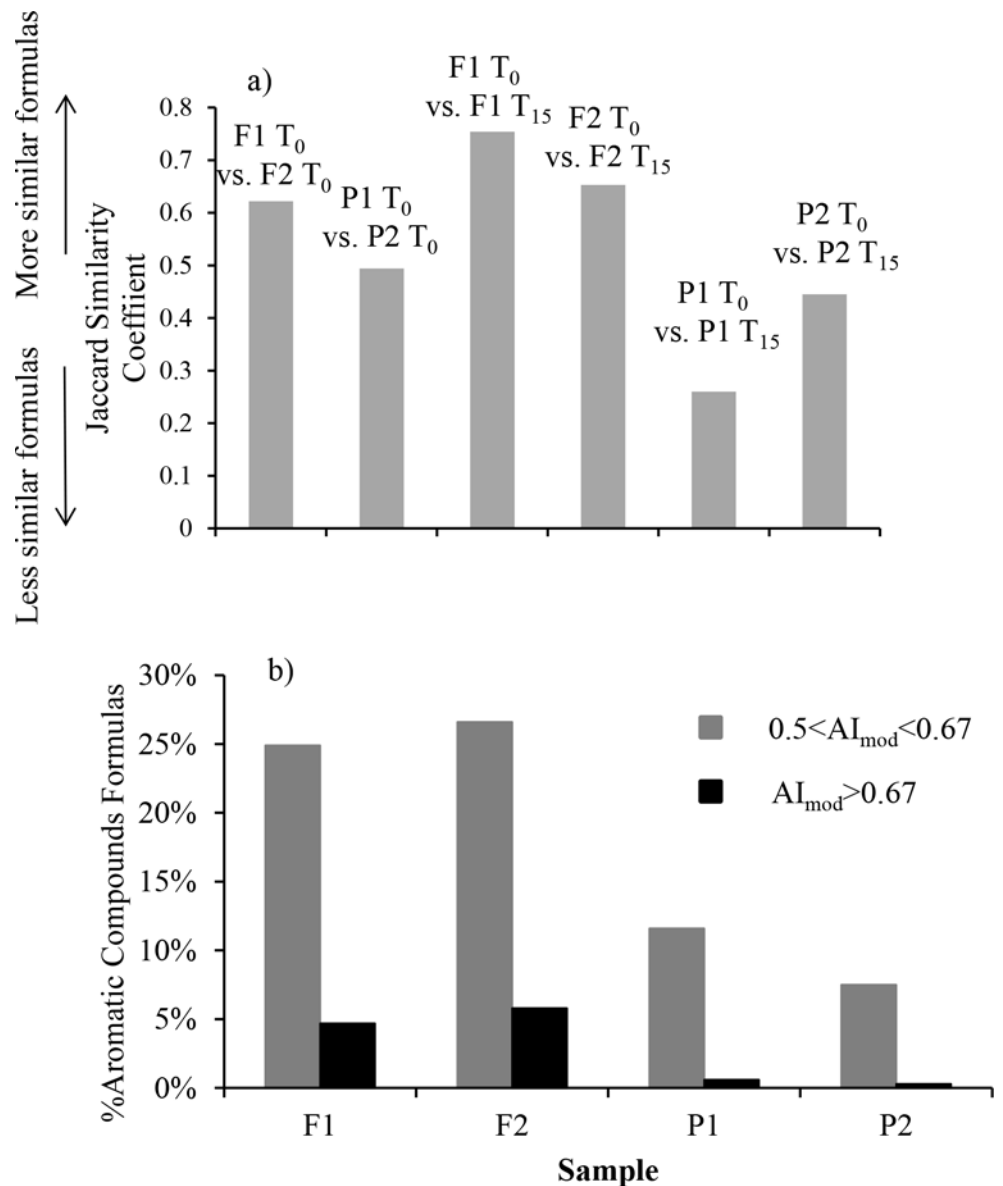 a)
More similar formulas
Less similar formulas
Jaccard Similarity
Coeffiient
0.8
0.7
0.6
0.5
0.4
0.3
0.2
0.1
0
F1 T₀
vs. F2 T₀
P1 T₀
vs. P2 T₀
F1 T₀
vs. F1 T₁₅
F2 T₀
vs. F2 T₁₅
P1 T₀
vs. P1 T₁₅
P2 T₀
vs. P2 T₁₅
b)
%Aromatic Compounds Formulas
30%
25%
20%
15%
10%
5%
0%
0.5<AI_mod<0.67
AI_mod>0.67
F1 F2 P1 P2
Sample